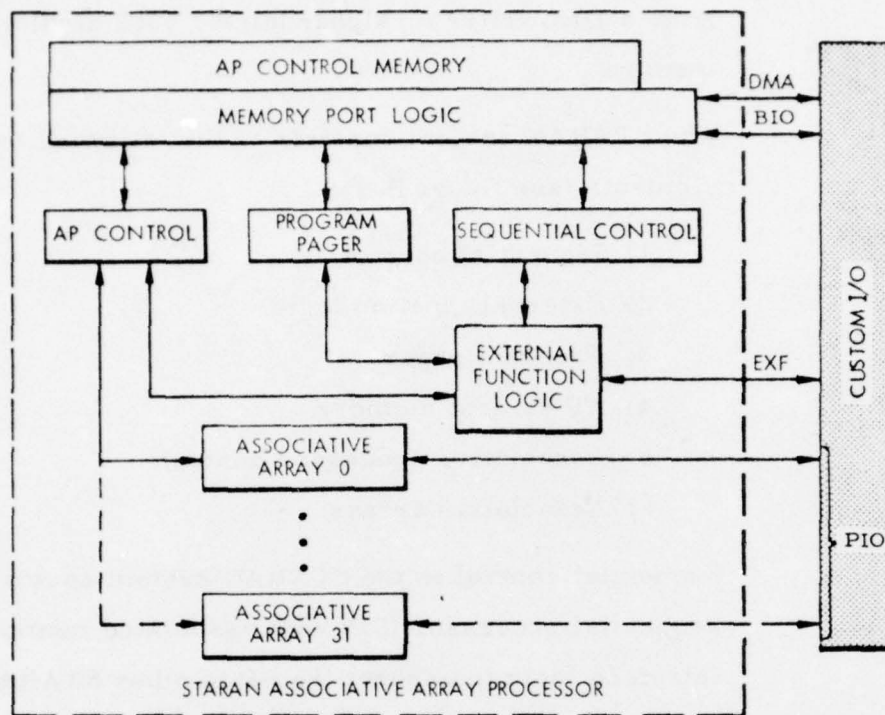 AP CONTROL MEMORY
MEMORY PORT LOGIC
DMA
BIO
AP CONTROL
PROGRAM
PAGER
SEQUENTIAL CONTROL
EXTERNAL
FUNCTION
LOGIC
EXF
CUSTOM I/O
ASSOCIATIVE
ARRAY 0
PIO
ASSOCIATIVE
ARRAY 31
STARAN ASSOCIATIVE ARRAY PROCESSOR